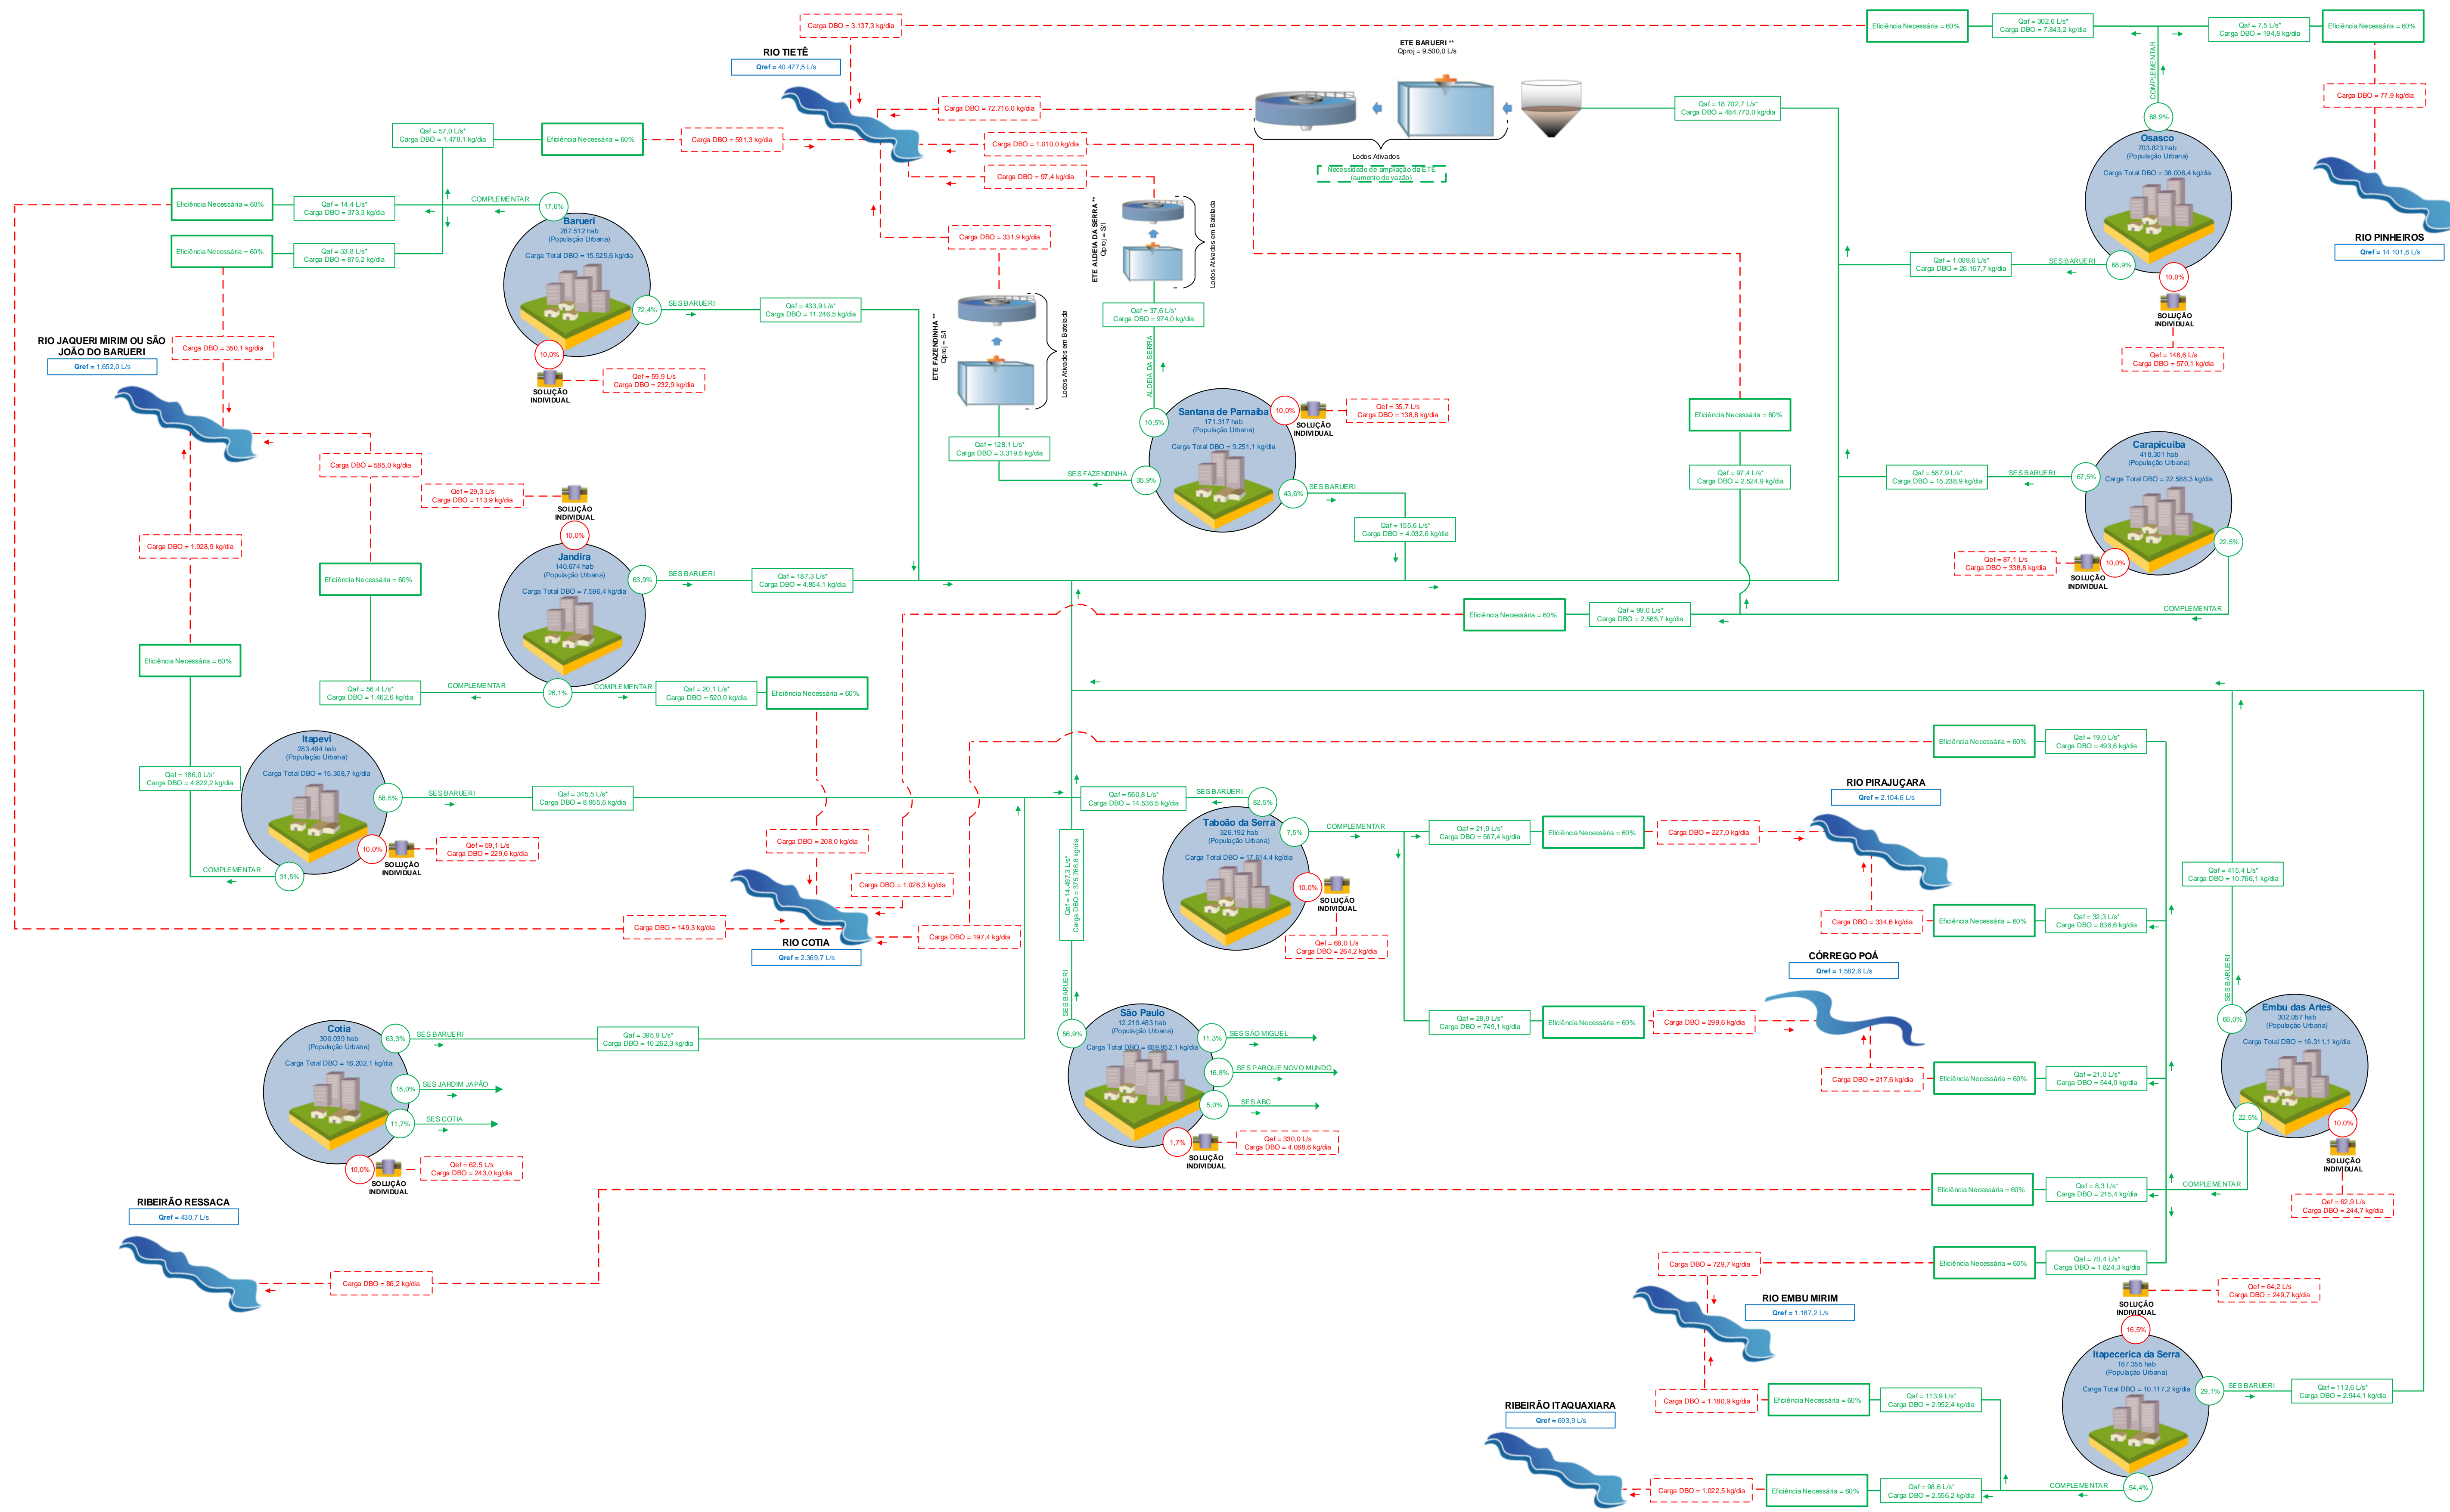 Carga DBO = 3.137,3 kg/dia
Eficiência Necessária = 60%
Qaf = 302,6 L/s*
Carga DBO = 7.843,2 kg/dia
Qaf = 7,5 L/s*
Carga DBO = 194,8 kg/dia
Eficiência Necessária = 60%
RIO TIETÊ
Qref = 40.477,5 L/s
ETE BARUERI **
Qproj = 9.500,0 L/s
COMPLEMENTAR
Carga DBO = 77,9 kg/dia
Carga DBO = 72.716,0 kg/dia
Qaf = 18.702,7 L/s*
Carga DBO = 484.773,0 kg/dia
68,9%
Osasco
703.823 hab
(População Urbana)
Carga Total DBO = 38.006,4 kg/dia
Qaf = 57,0 L/s*
Carga DBO = 1.478,1 kg/dia
Eficiência Necessária = 60%
Carga DBO = 591,3 kg/dia
Carga DBO = 1.010,0 kg/dia
Lodos Ativados
Necessidade de ampliação da ETE
(aumento de vazão)
Carga DBO = 97,4 kg/dia
Eficiência Necessária = 60%
Qaf = 14,4 L/s*
Carga DBO = 373,3 kg/dia
COMPLEMENTAR
17,6%
Barueri
287.512 hab
(População Urbana)
Carga Total DBO = 15.525,6 kg/dia
Eficiência Necessária = 60%
Qaf = 33,8 L/s*
Carga DBO = 875,2 kg/dia
Carga DBO = 331,9 kg/dia
ETE ALDEIA DA SERRA **
Qproj = S/I
Lodos Ativados em Batelada
RIO PINHEIROS
Qref = 14.101,8 L/s
Qaf = 1.009,6 L/s*
Carga DBO = 26.167,7 kg/dia
SES BARUERI
68,9%
10,0%
SOLUÇÃO
INDIVIDUAL
Qef = 146,6 L/s
Carga DBO = 570,1 kg/dia
72,4%
SES BARUERI
Qaf = 433,9 L/s*
Carga DBO = 11.246,5 kg/dia
ETE FAZENDINHA **
Qproj = S/I
Lodos Ativados em Batelada
Qaf = 37,6 L/s*
Carga DBO = 974,0 kg/dia
ALDEIA DA SERRA
RIO JAQUERI MIRIM OU SÃO
JOÃO DO BARUERI
Qref = 1.652,0 L/s
Carga DBO = 350,1 kg/dia
10,0%
SOLUÇÃO
INDIVIDUAL
Qef = 59,9 L/s
Carga DBO = 232,9 kg/dia
10,5%
Santana de Parnaíba
171.317 hab
(População Urbana)
Carga Total DBO = 9.251,1 kg/dia
10,0%
SOLUÇÃO
INDIVIDUAL
Qef = 35,7 L/s
Carga DBO = 138,8 kg/dia
Eficiência Necessária = 60%
Qaf = 128,1 L/s*
Carga DBO = 3.319,5 kg/dia
SES FAZENDINHA
35,9%
43,6%
SES BARUERI
Qaf = 155,6 L/s*
Carga DBO = 4.032,6 kg/dia
Qaf = 97,4 L/s*
Carga DBO = 2.524,9 kg/dia
Qaf = 587,9 L/s*
Carga DBO = 15.238,9 kg/dia
SES BARUERI
67,5%
Carapicuíba
418.301 hab
(População Urbana)
Carga Total DBO = 22.588,3 kg/dia
22,5%
10,0%
SOLUÇÃO
INDIVIDUAL
Qef = 87,1 L/s
Carga DBO = 338,8 kg/dia
COMPLEMENTAR
Carga DBO = 585,0 kg/dia
Qef = 29,3 L/s
Carga DBO = 113,9 kg/dia
SOLUÇÃO
INDIVIDUAL
10,0%
Jandira
140.674 hab
(População Urbana)
Carga Total DBO = 7.596,4 kg/dia
63,9%
SES BARUERI
Qaf = 187,3 L/s*
Carga DBO = 4.854,1 kg/dia
Carga DBO = 1.928,9 kg/dia
Eficiência Necessária = 60%
Eficiência Necessária = 60%
Qaf = 99,0 L/s*
Carga DBO = 2.565,7 kg/dia
Eficiência Necessária = 60%
Qaf = 56,4 L/s*
Carga DBO = 1.462,6 kg/dia
COMPLEMENTAR
26,1%
COMPLEMENTAR
Qaf = 20,1 L/s*
Carga DBO = 520,0 kg/dia
Eficiência Necessária = 60%
Itapevi
283.494 hab
(População Urbana)
Carga Total DBO = 15.308,7 kg/dia
Qaf = 186,0 L/s*
Carga DBO = 4.822,2 kg/dia
58,5%
SES BARUERI
Qaf = 345,5 L/s*
Carga DBO = 8.955,6 kg/dia
10,0%
SOLUÇÃO
INDIVIDUAL
Qef = 59,1 L/s
Carga DBO = 229,6 kg/dia
COMPLEMENTAR
31,5%
Carga DBO = 208,0 kg/dia
Carga DBO = 1.026,3 kg/dia
Carga DBO = 149,3 kg/dia
Carga DBO = 197,4 kg/dia
RIO COTIA
Qref = 2.369,7 L/s
Qaf = 560,8 L/s*
Carga DBO = 14.536,5 kg/dia
SES BARUERI
82,5%
Taboão da Serra
326.192 hab
(População Urbana)
Carga Total DBO = 17.614,4 kg/dia
7,5%
COMPLEMENTAR
10,0%
SOLUÇÃO
INDIVIDUAL
Qef = 68,0 L/s
Carga DBO = 264,2 kg/dia
Qaf = 21,9 L/s*
Carga DBO = 567,4 kg/dia
Eficiência Necessária = 60%
Carga DBO = 227,0 kg/dia
RIO PIRAJUÇARA
Qref = 2.104,6 L/s
Eficiência Necessária = 60%
Qaf = 19,0 L/s*
Carga DBO = 493,6 kg/dia
Carga DBO = 334,6 kg/dia
Eficiência Necessária = 60%
Qaf = 32,3 L/s*
Carga DBO = 836,6 kg/dia
Qaf = 415,4 L/s*
Carga DBO = 10.766,1 kg/dia
SES BARUERI
Qaf = 14.497,3 L/s*
Carga DBO = 375.768,8 kg/dia
SES BARUERI
CÓRREGO POÁ
Qref = 1.582,6 L/s
Qaf = 28,9 L/s*
Carga DBO = 749,1 kg/dia
Eficiência Necessária = 60%
Carga DBO = 299,6 kg/dia
Carga DBO = 217,6 kg/dia
Eficiência Necessária = 60%
Qaf = 21,0 L/s*
Carga DBO = 544,0 kg/dia
66,0%
Embu das Artes
302.057 hab
(População Urbana)
Carga Total DBO = 16.311,1 kg/dia
22,5%
10,0%
SOLUÇÃO
INDIVIDUAL
Qef = 62,9 L/s
Carga DBO = 244,7 kg/dia
COMPLEMENTAR
Cotia
300.039 hab
(População Urbana)
Carga Total DBO = 16.202,1 kg/dia
63,3%
SES BARUERI
Qaf = 395,9 L/s*
Carga DBO = 10.262,3 kg/dia
15,0%
SES JARDIM JAPÃO
11,7%
SES COTIA
10,0%
SOLUÇÃO
INDIVIDUAL
Qef = 62,5 L/s
Carga DBO = 243,0 kg/dia
56,9%
São Paulo
12.219.483 hab
(População Urbana)
Carga Total DBO = 659.852,1 kg/dia
11,3%
SES SÃO MIGUEL
16,8%
SES PARQUE NOVO MUNDO
5,0%
SES ABC
1,7%
SOLUÇÃO
INDIVIDUAL
Qef = 330,0 L/s
Carga DBO = 4.088,6 kg/dia
Eficiência Necessária = 60%
Qaf = 8,3 L/s*
Carga DBO = 215,4 kg/dia
RIBEIRÃO RESSACA
Qref = 430,7 L/s
Carga DBO = 86,2 kg/dia
Carga DBO = 729,7 kg/dia
Eficiência Necessária = 60%
Qaf = 70,4 L/s*
Carga DBO = 1.824,3 kg/dia
RIO EMBU MIRIM
Qref = 1.187,2 L/s
SOLUÇÃO
INDIVIDUAL
Qef = 64,2 L/s
Carga DBO = 249,7 kg/dia
16,5%
Itapecerica da Serra
187.355 hab
(População Urbana)
Carga Total DBO = 10.117,2 kg/dia
29,1%
SES BARUERI
Qaf = 113,6 L/s*
Carga DBO = 2.944,1 kg/dia
Carga DBO = 1.180,9 kg/dia
Eficiência Necessária = 60%
Qaf = 113,9 L/s*
Carga DBO = 2.952,4 kg/dia
RIBEIRÃO ITAQUAXIARA
Qref = 693,9 L/s
Carga DBO = 1.022,5 kg/dia
Eficiência Necessária = 60%
Qaf = 98,6 L/s*
Carga DBO = 2.556,2 kg/dia
COMPLEMENTAR
54,4%